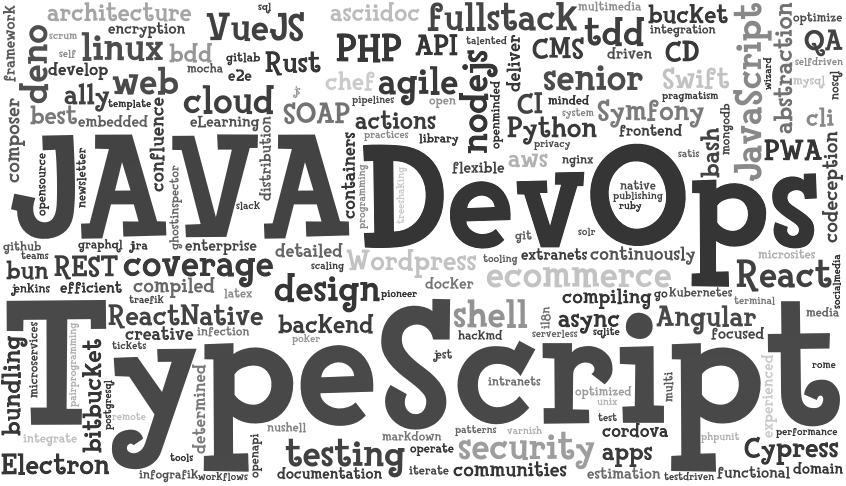 framework
scrum
self
deno
architecture
encryption
linux
bdd
develop
mocha
gitlab
sql
VueJS
e2e
Rust
js
asciidoc
PHP
API
fullstack
talented
deliver
multimedia
CMS
tdd
driven
bucket
integration
CD
JavaScript
wizard
abstraction
optimize
QA
selfdriven
mysql
nosql
ally
web
template
best
embedded
confluence
cloud
eLearning
distribution
SOAP
chef
pipelines
agile
open
actions
practices
library
nodejs
openminded
CI
minded
system
Python
privacy
senior
Swift
pragmatism
Symfony
frontend
bash
mongodb
satis
cli
PWA
codeception
composer
opensource
newsletter
JAVA
ghostinspector
slack
containers
programming
treeshaking
flexible
aws
nginx
DevOps
native
publishing
ruby
git
solr
github
teams
graphql
jra
enterprise
detailed
scaling
Wordpress
tooling
extranets
continuously
microsites
bun
REST
coverage
jenkins
efficient
compiled
traefik
latex
design
pioneer
docker
ecommerce
compiling
go
kubernetes
terminal
React
socialmedia
media
ReactNative
creative
infection
tickets
backend
poker
shell
hackmd
jest
i18n
serverless
async
sqlite
Angular
focused
TypeScript
microservices
pairprogramming
bundling
bitbucket
postgresql
remote
integrate
determined
intranets
optimized
unix
test
multi
experienced
rome
performance
Electron
tools
infografik
workflows
openapi
nushell
testing
documentation
markdown
operate
iterate
patterns
varnish
security
communities
cordova
apps
estimation
testdriven
phpunit
functional
Cypress
domain